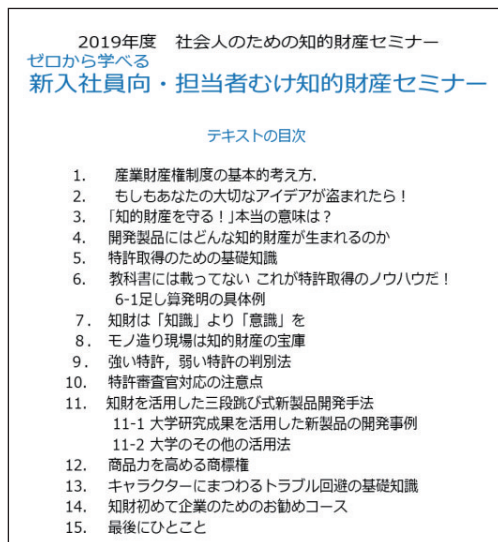 2019年度 社会人のための知的財産セミナー
ゼロから学べる
新入社員向・担当者むけ知的財産セミナー
テキストの目次
1. 産業財産権制度の基本的考え方.
2. もしもあなたの大切なアイデアが盗まれたら！
3. 「知的財産を守る！」本当の意味は？
4. 開発製品にはどんな知的財産が生まれるのか
5. 特許取得のための基礎知識
6. 教科書には載ってない これが特許取得のノウハウだ！
6-1足し算発明の具体例
7. 知財は「知識」より「意識」を
8. モノ造り現場は知的財産の宝庫
9. 強い特許，弱い特許の判別法
10. 特許審査官対応の注意点
11. 知財を活用した三段跳び式新製品開発手法
11-1 大学研究成果を活用した新製品の開発事例
11-2 大学のその他の活用法
12. 商品力を高める商標権
13. キャラクターにまつわるトラブル回避の基礎知識
14. 知財初めて企業のためのお勧めコース
15. 最後にひとこと